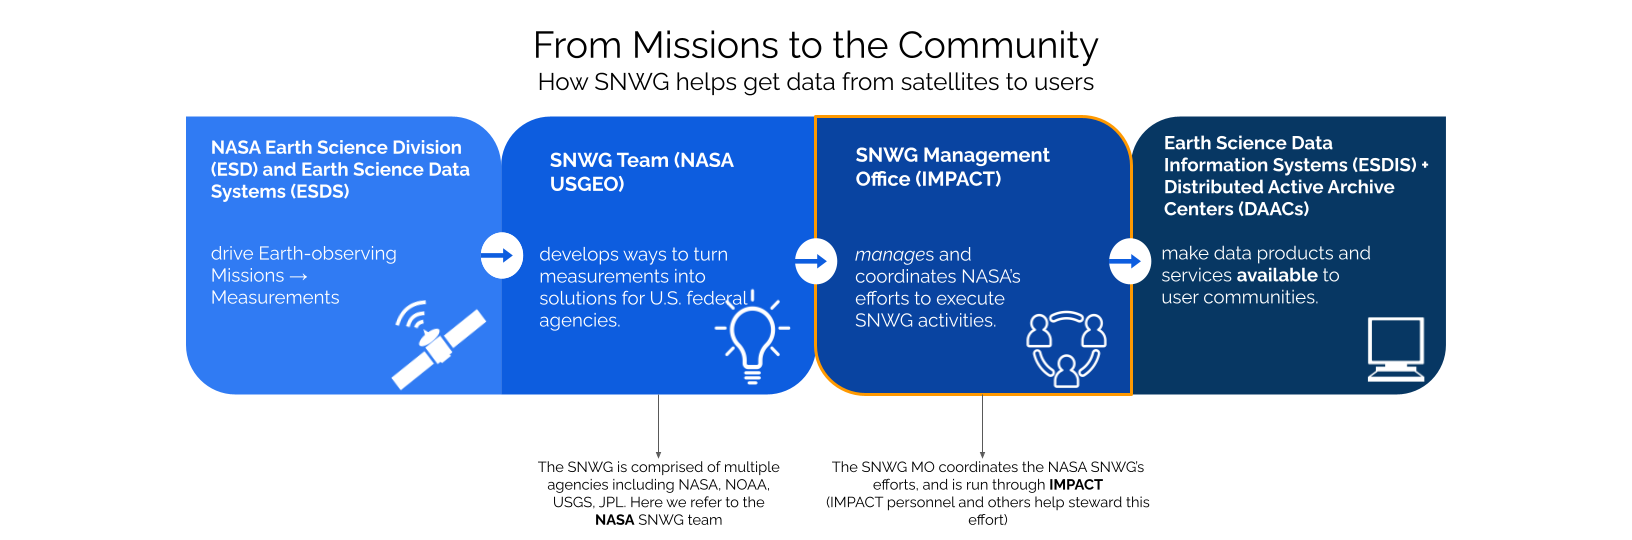 From Missions to the Community
How SNWG helps get data from satellites to users
NASA Earth Science Division
(ESD) and Earth Science Data
Systems (ESDS)
drive Earth-observing
Missions →
Measurements
SNWG Team (NASA
USGEO)
develops ways to turn
measurements into
solutions for U.S. federal
agencies.
SNWG Management
Office (IMPACT)
manages and
coordinates NASA's
efforts to execute
SNWG activities.
Earth Science Data
Information Systems (ESDIS) +
Distributed Active Archive
Centers (DAACs)
make data products and
services available to
user communities.
The SNWG is comprised of multiple
agencies including NASA, NOAA,
USGS, JPL. Here we refer to the
NASA SNWG team
The SNWG MO coordinates the NASA SNWG's
efforts, and is run through IMPACT
(IMPACT personnel and others help steward this
effort)